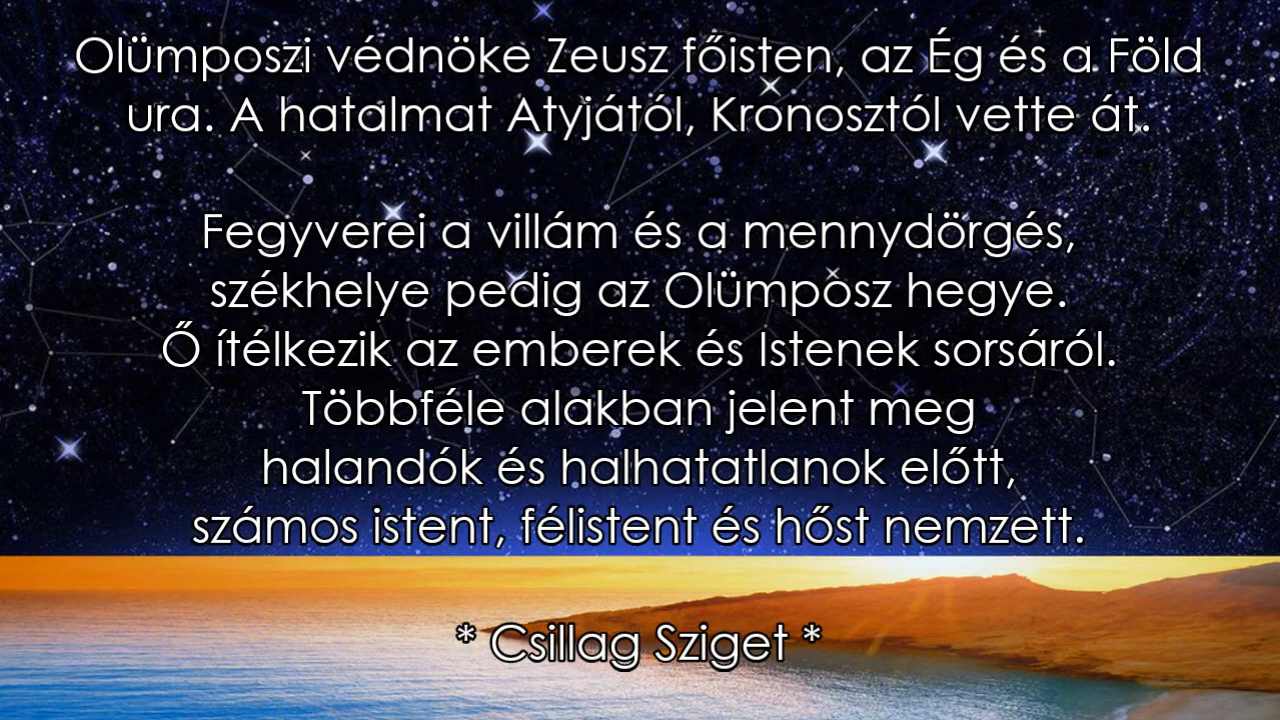 Olümposzi védnöke Zeusz főisten, az Ég és a Föld
ura. A hatalmat Atyjától, Kronosztól vette át.
Fegyverei a villám és a mennydörgés,
székhelye pedig az Olümposz hegye.
Ő ítélkezik az emberek és Istenek sorsáról.
Többféle alakban jelent meg
halandók és halhatatlanok előtt,
számos istent, félistent és hőst nemzett.
* Csillag Sziget *